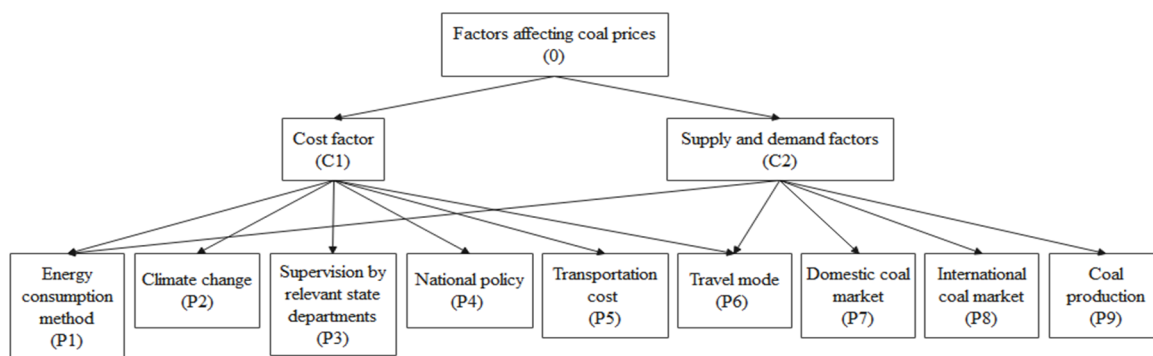 Factors affecting coal prices
(0)
Cost factor
(C1)
Supply and demand factors
(C2)
Energy
consumption
method
(P1)
Climate change
(P2)
Supervision by
relevant state
departments
(P3)
National policy
(P4)
Transportation
cost
(P5)
Travel mode
(P6)
Domestic coal
market
(P7)
International
coal market
(P8)
Coal
production
(P9)